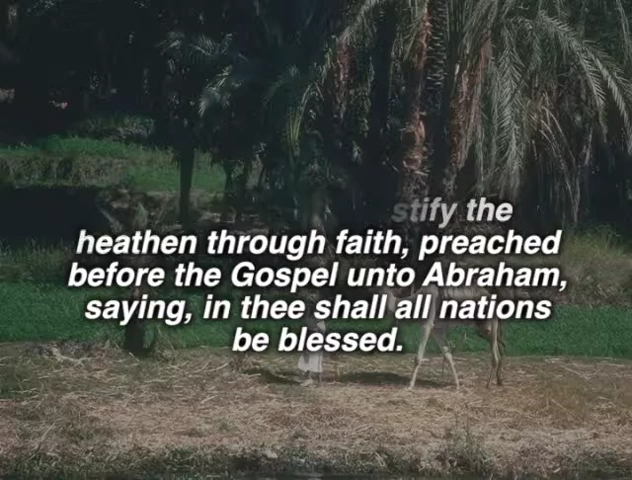 stify the
heathen through faith, preached
before the Gospel unto Abraham,
saying, in thee shall all nations
be blessed.